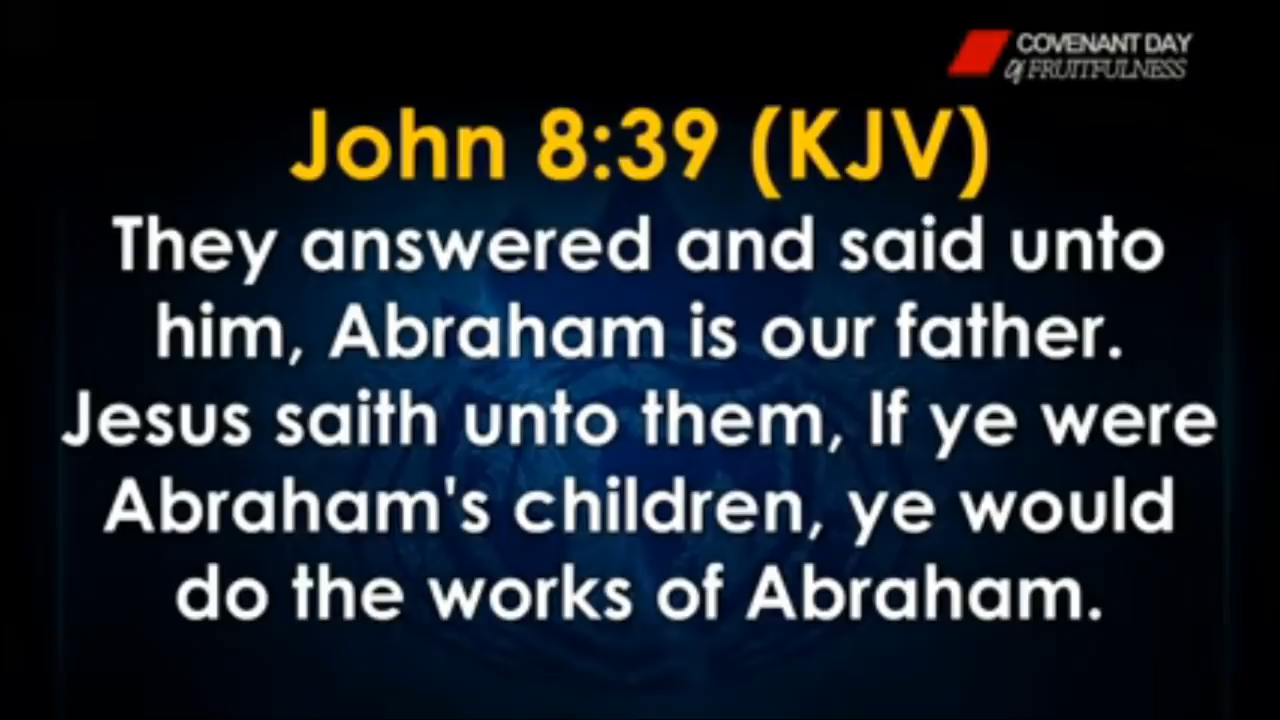 COVENANT DAY
Of FRUITFULNESS
John 8:39 (KJV)
They answered and said unto
him, Abraham is our father.
Jesus saith unto them, If ye were
Abraham's children, ye would
do the works of Abraham.